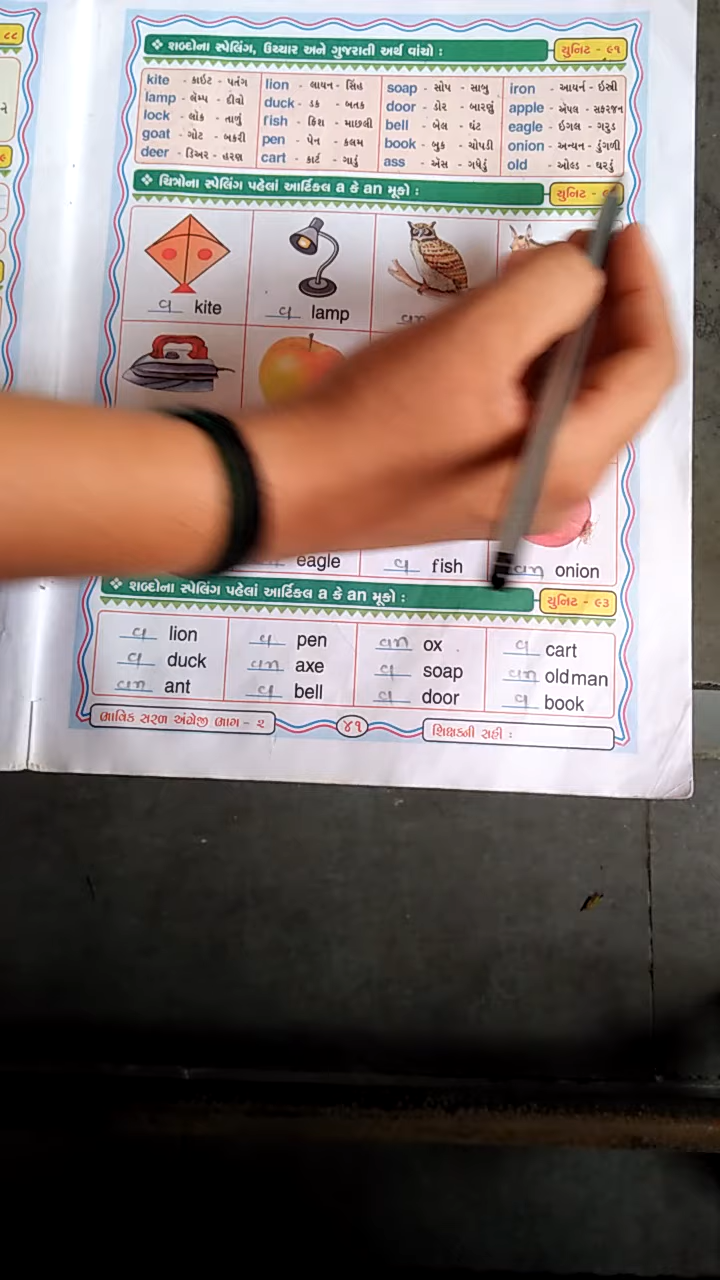 ૮૮
❖ શબ્દોના સ્પેલિંગ, ઉચ્ચાર અને ગુજરાતી અર્થ વાંચો : યુનિટ - ૯૧
kite - કાઇટ - પતંગ lion - લાયન - સિંહ soap - સોપ - સાબુ iron - આયર્ન - ઇસ્ત્રી
lamp - લેમ્પ - દીવો duck - ડક - બતક door - ડોર - બારણું apple - એપલ - સફરજન
lock - લોક - તાળું fish - ફિશ - માછલી bell - બેલ - ઘંટ eagle - ઇગલ - ગરુડ
goat - ગોટ - બકરી pen - પેન - કલમ book - બુક - ચોપડી onion - અન્યન - ડુંગળી
deer - ડિઅર - હરણ cart - કાર્ટ - ગાડું ass - એસ - ગધેડું old - ઓલ્ડ - ઘરડું
❖ ચિત્રોના સ્પેલિંગ પહેલાં આર્ટિકલ a કે an મૂકો : યુનિટ -
a kite a lamp an
eagle a fish an onion
❖ શબ્દોના સ્પેલિંગ પહેલાં આર્ટિકલ a કે an મૂકો : યુનિટ - ૯૩
a lion a pen an ox a cart
a duck an axe a soap an old man
an ant a bell a door a book
ભાવિક સરળ અંગ્રેજી ભાગ - ૨ ૪૧ શિક્ષકની સહી :